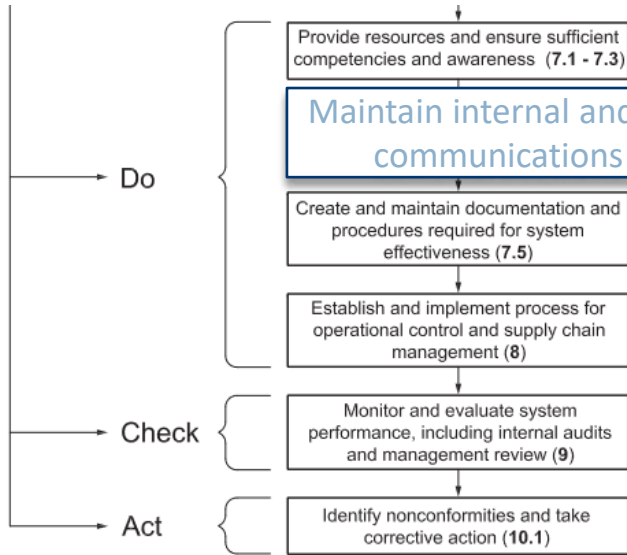 Provide resources and ensure sufficient
competencies and awareness (7.1 - 7.3)
Maintain internal and
communications
Do
Create and maintain documentation and
procedures required for system
effectiveness (7.5)
Establish and implement process for
operational control and supply chain
management (8)
Check
Monitor and evaluate system
performance, including internal audits
and management review (9)
Act
Identify nonconformities and take
corrective action (10.1)